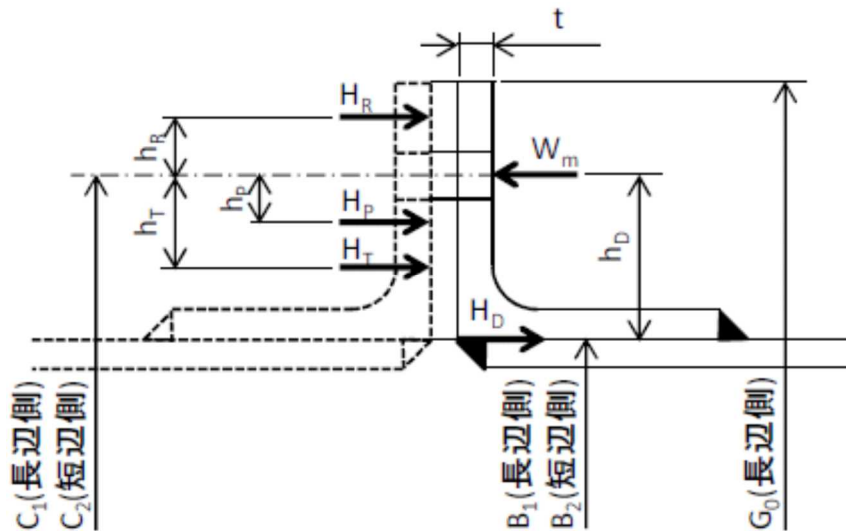 t
H_R
h_R
W_m
h_P
H_P
h_T
H_T
h_D
H_D
C_1(長辺側)
C_2(短辺側)
B_1(長辺側)
B_2(短辺側)
G_0(長辺側)